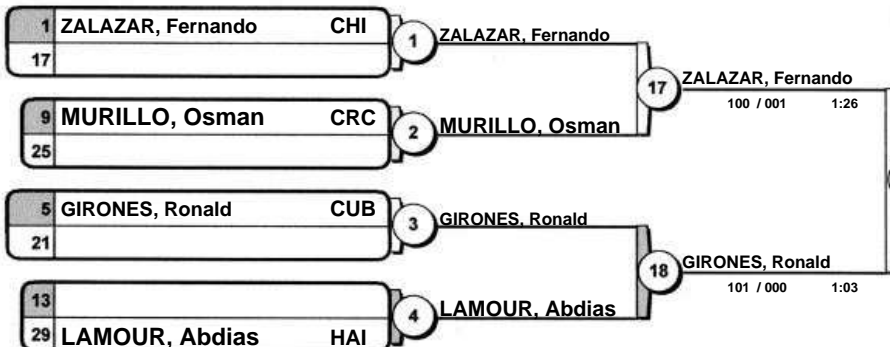 1 ZALAZAR, Fernando CHI
17
1
ZALAZAR, Fernando
17
ZALAZAR, Fernando
100 / 001 1:26
9 MURILLO, Osman CRC
25
2
MURILLO, Osman
5 GIRONES, Ronald CUB
21
3
GIRONES, Ronald
18
GIRONES, Ronald
101 / 000 1:03
13
29 LAMOUR, Abdias HAI
4
LAMOUR, Abdias